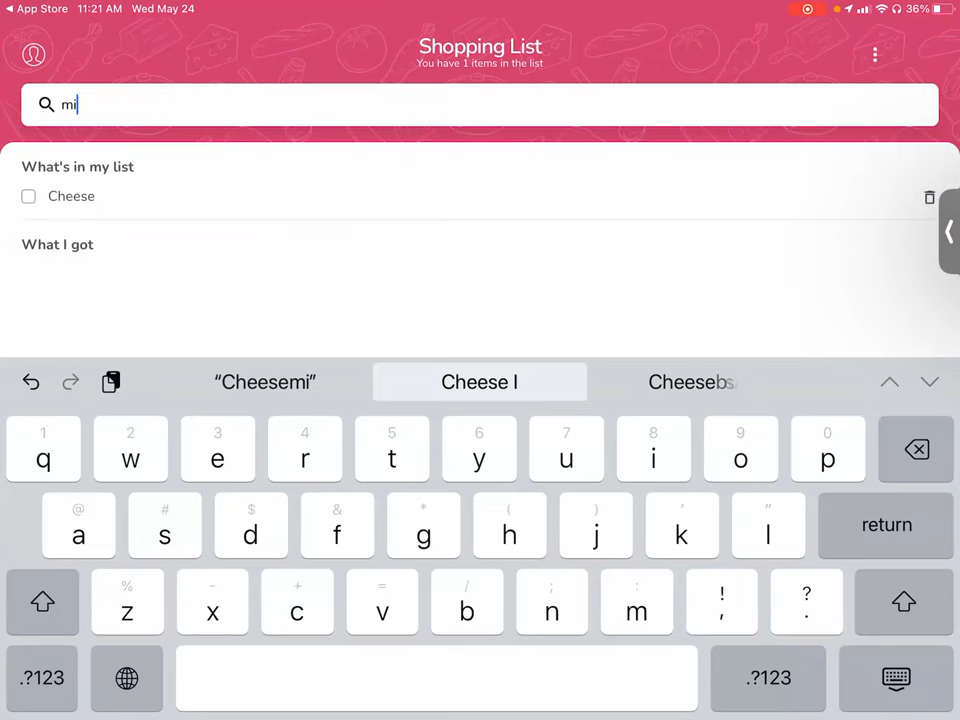 App Store 11:21 AM Wed May 24 36%
Shopping List
You have 1 items in the list
mi
What's in my list
Cheese
What I got
“Cheesemi” Cheese I Cheesebs
1 2 3 4 5 6 7 8 9 0
q w e r t y u i o p
@ # $ & * ( ) ' "
a s d f g h j k l return
% - + = / ; : ! ?
z x c v b n m , .
.?123 .?123